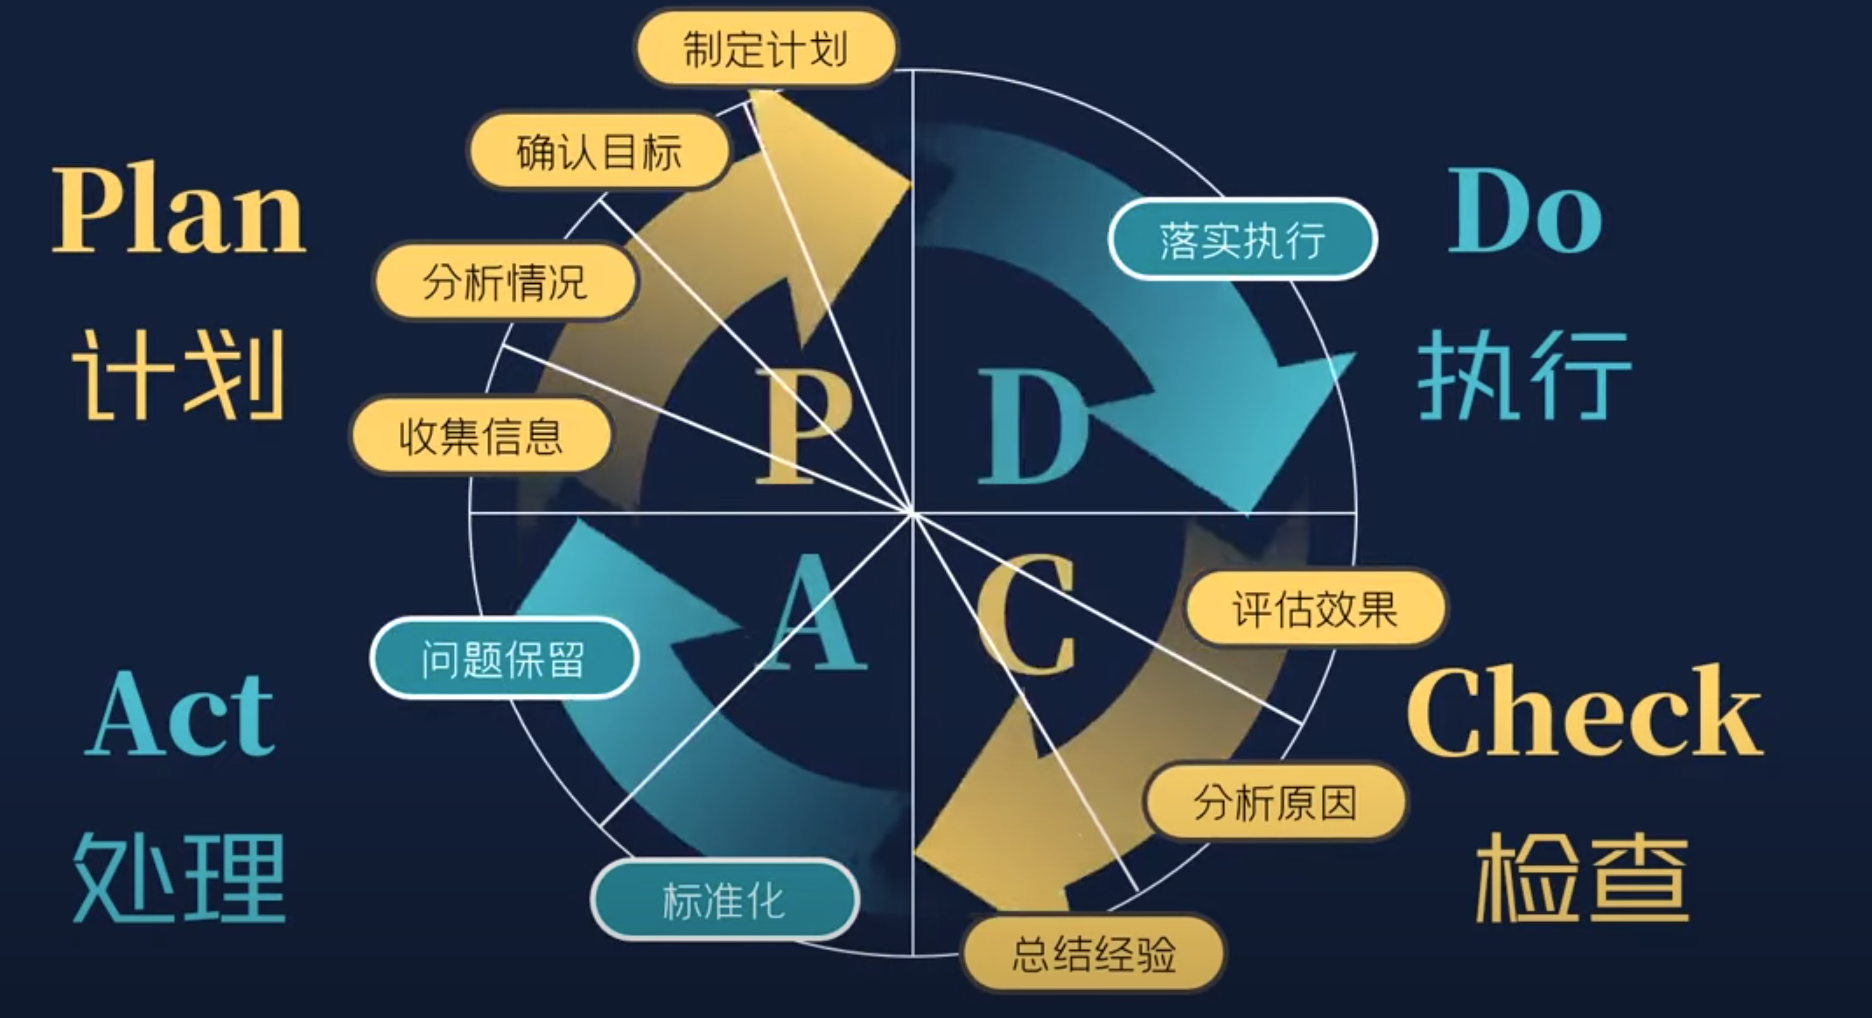 制定计划
确认目标
分析情况
收集信息
Plan
计划
P
D
落实执行
Do
执行
A
C
问题保留
标准化
Act
处理
评估效果
分析原因
总结经验
Check
检查